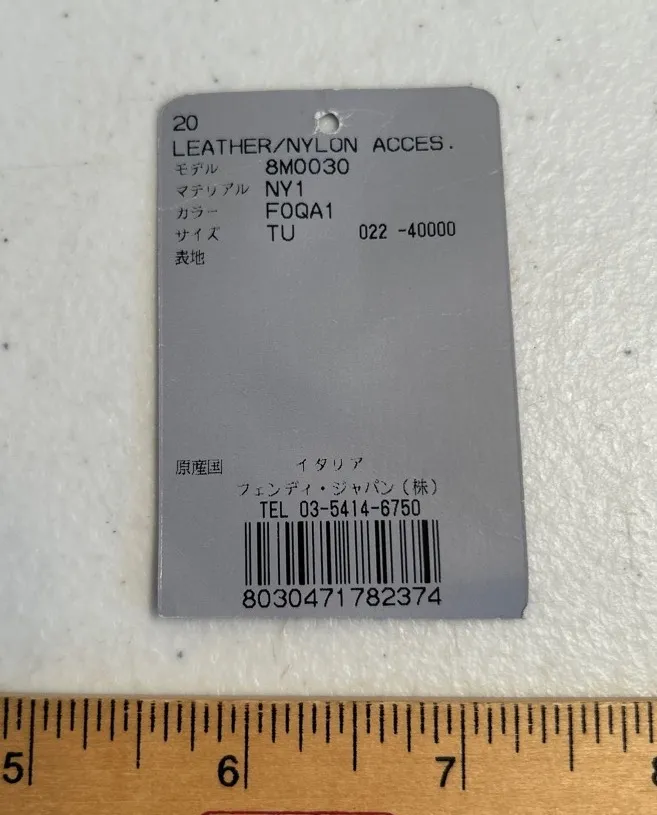 20
LEATHER/NYLON ACCES.
モデル 8M0030
マテリアル NY1
カラー F0QA1
サイズ TU 022 -40000
表地
原産国 イタリア
フェンディ・ジャパン(株)
TEL 03-5414-6750
8030471782374
5 6 7 8